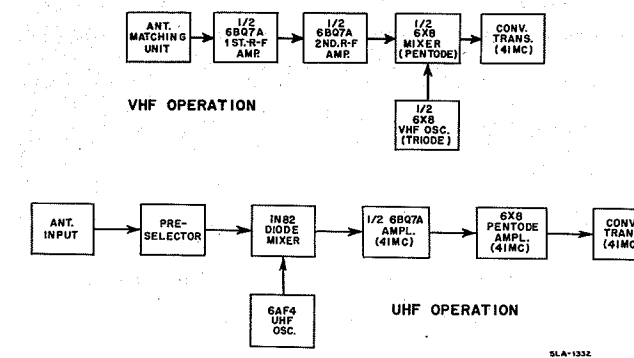 ANT.
MATCHING
UNIT
1/2
6BQ7A
1ST.-R-F
AMP.
1/2
6BQ7A
2ND.R-F
AMP.
1/2
6X8
MIXER
(PENTODE)
CONV.
TRANS.
(41MC)
VHF OPERATION
1/2
6X8
VHF OSC.
(TRIODE)
ANT.
INPUT
PRE-
SELECTOR
IN82
DIODE
MIXER
1/2 6BQ7A
AMPL.
(41MC)
6X8
PENTODE
AMPL.
(41MC)
CONV
TRAN
(41MC
6AF4
UHF
OSC.
UHF OPERATION
SLA-1332